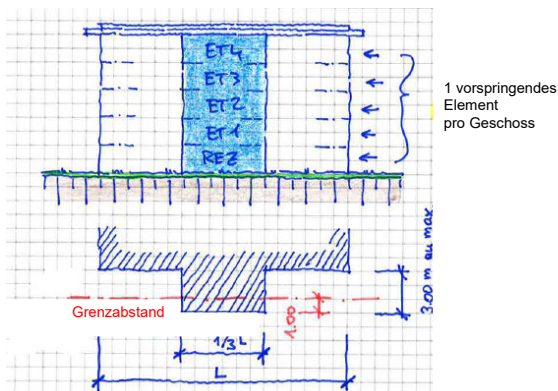 ET4
ET3
ET2
ET1
REZ
1 vorspringendes
Element
pro Geschoss
Grenzabstand
1.00
3.00 m au max.
1/3 L
L